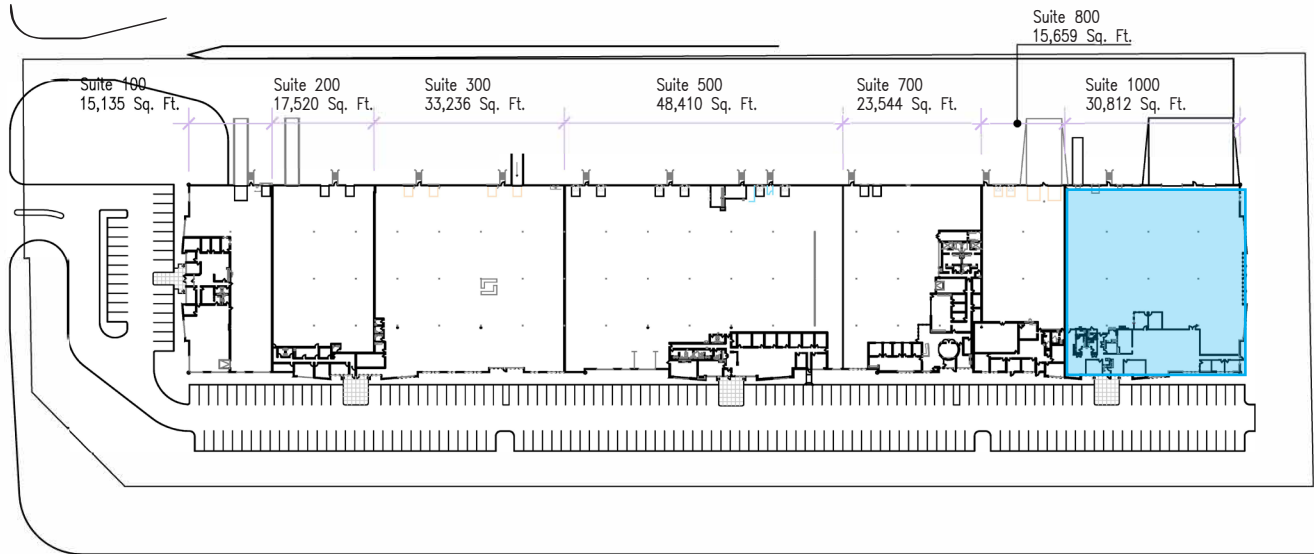 Suite 800
15,659 Sq. Ft.
Suite 100
15,135 Sq. Ft.
Suite 200
17,520 Sq. Ft.
Suite 300
33,236 Sq. Ft.
Suite 500
48,410 Sq. Ft.
Suite 700
23,544 Sq. Ft.
Suite 1000
30,812 Sq. Ft.